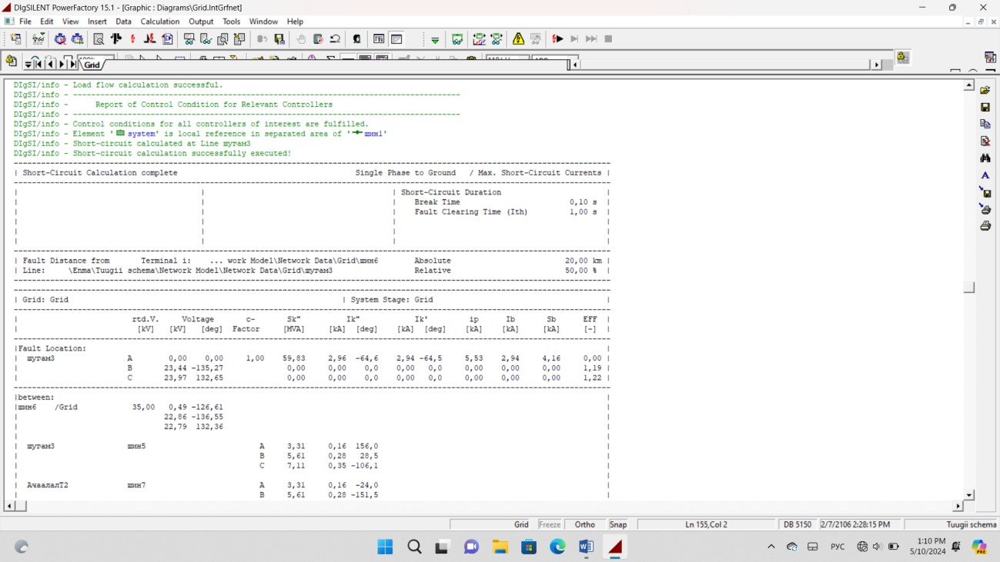 DIgSILENT PowerFactory 15.1 - [Graphic : Diagrams\Grid.IntGrfnet]
File Edit View Insert Data Calculation Output Tools Window Help
Grid
DIgSI/info - Load flow calculation successful.
DIgSI/info - --------------------------------------------------------------------------------
DIgSI/info - Report of Control Condition for Relevant Controllers
DIgSI/info - --------------------------------------------------------------------------------
DIgSI/info - Control conditions for all controllers of interest are fulfilled.
DIgSI/info - Element ' system' is local reference in separated area of ' шин1'
DIgSI/info - Short-circuit calculated at Line шугам3
DIgSI/info - Short-circuit calculation successfully executed!
| Short-Circuit Calculation complete Single Phase to Ground / Max. Short-Circuit Currents |
| | | Short-Circuit Duration |
| | | Break Time 0,10 s |
| | | Fault Clearing Time (Ith) 1,00 s |
| Fault Distance from Terminal i: ... work Model\Network Data\Grid\шин6 Absolute 20,00 km |
| Line: \Enma\Tuugii schema\Network Model\Network Data\Grid\шугам3 Relative 50,00 % |
| Grid: Grid | System Stage: Grid |
| rtd.V. Voltage c- Sk" Ik" Ik' ip Ib Sb EFF |
| [kV] [kV] [deg] Factor [MVA] [kA] [deg] [kA] [deg] [kA] [kA] [kA] [-] |
|Fault Location: |
| шугам3 A 0,00 0,00 1,00 59,83 2,96 -64,6 2,94 -64,5 5,53 2,94 4,16 0,00 |
| B 23,44 -135,27 0,00 0,00 0,0 0,00 0,0 0,00 0,00 0,00 1,19 |
| C 23,97 132,65 0,00 0,00 0,0 0,00 0,0 0,00 0,00 0,00 1,22 |
|between: |
|шин6 /Grid 35,00 0,49 -126,61 |
| 22,86 -136,55 |
| 22,79 132,36 |
| шугам3 шин5 A 3,31 0,16 156,0 |
| B 5,61 0,28 28,5 |
| C 7,11 0,35 -106,1 |
| АчаалалТ2 шин7 A 3,31 0,16 -24,0 |
| B 5,61 0,28 -151,5 |
Grid Freeze Ortho Snap Ln 155,Col 2 DB 5150 2/7/2106 2:28:15 PM Tuugii schema
РУС 1:10 PM
5/10/2024